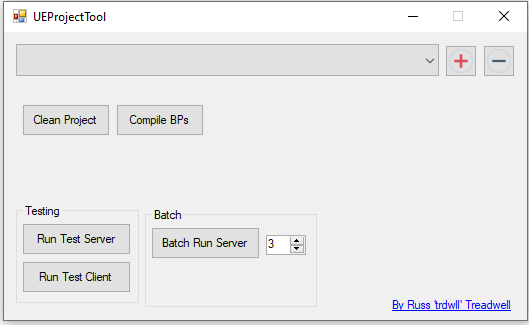 UEProjectTool
Clean Project
Compile BPs
Testing
Run Test Server
Run Test Client
Batch
Batch Run Server
3
By Russ 'trdwll' Treadwell